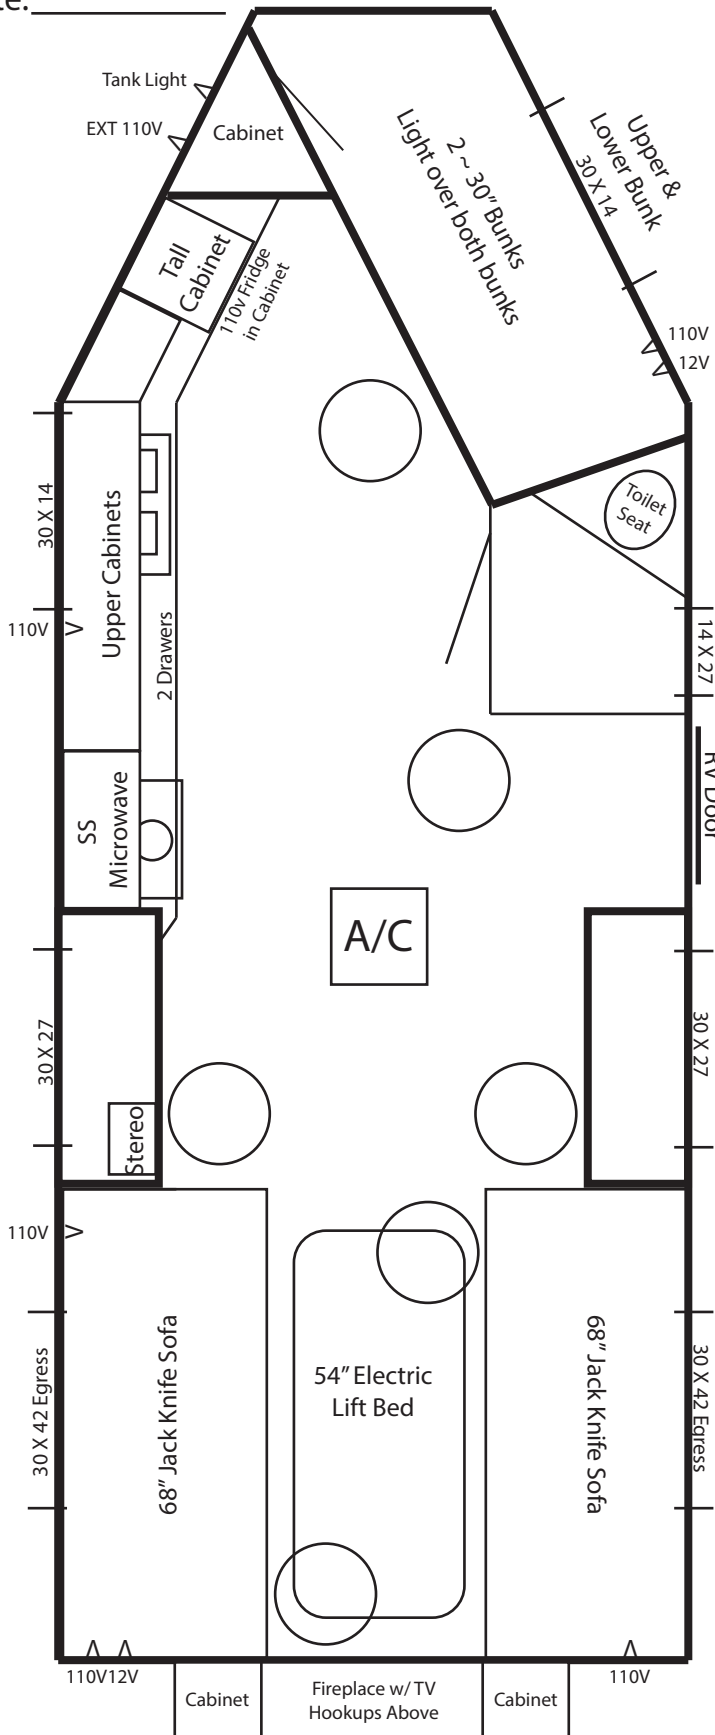 te:
Tank Light
EXT 110V
Cabinet
2 ~ 30" Bunks
Light over both bunks
Upper &
Lower Bunk
30 X 14
Tall
Cabinet
110v Fridge
in Cabinet
110V
12V
30 X 14
Upper Cabinets
Toilet
Seat
110V
2 Drawers
14 X 27
SS
Microwave
RV Door
A/C
30 X 27
30 X 27
Stereo
110V
68" Jack Knife Sofa
54" Electric
Lift Bed
68" Jack Knife Sofa
30 X 42 Egress
30 X 42 Egress
110V12V
110V
Cabinet
Fireplace w/ TV
Hookups Above
Cabinet